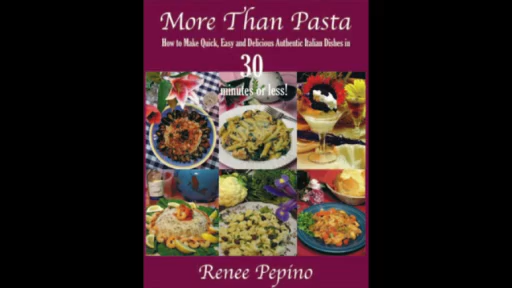 More Than Pasta
How to Make Quick, Easy and Delicious Authentic Italian Dishes in
30
minutes or less!
Renee Pepino